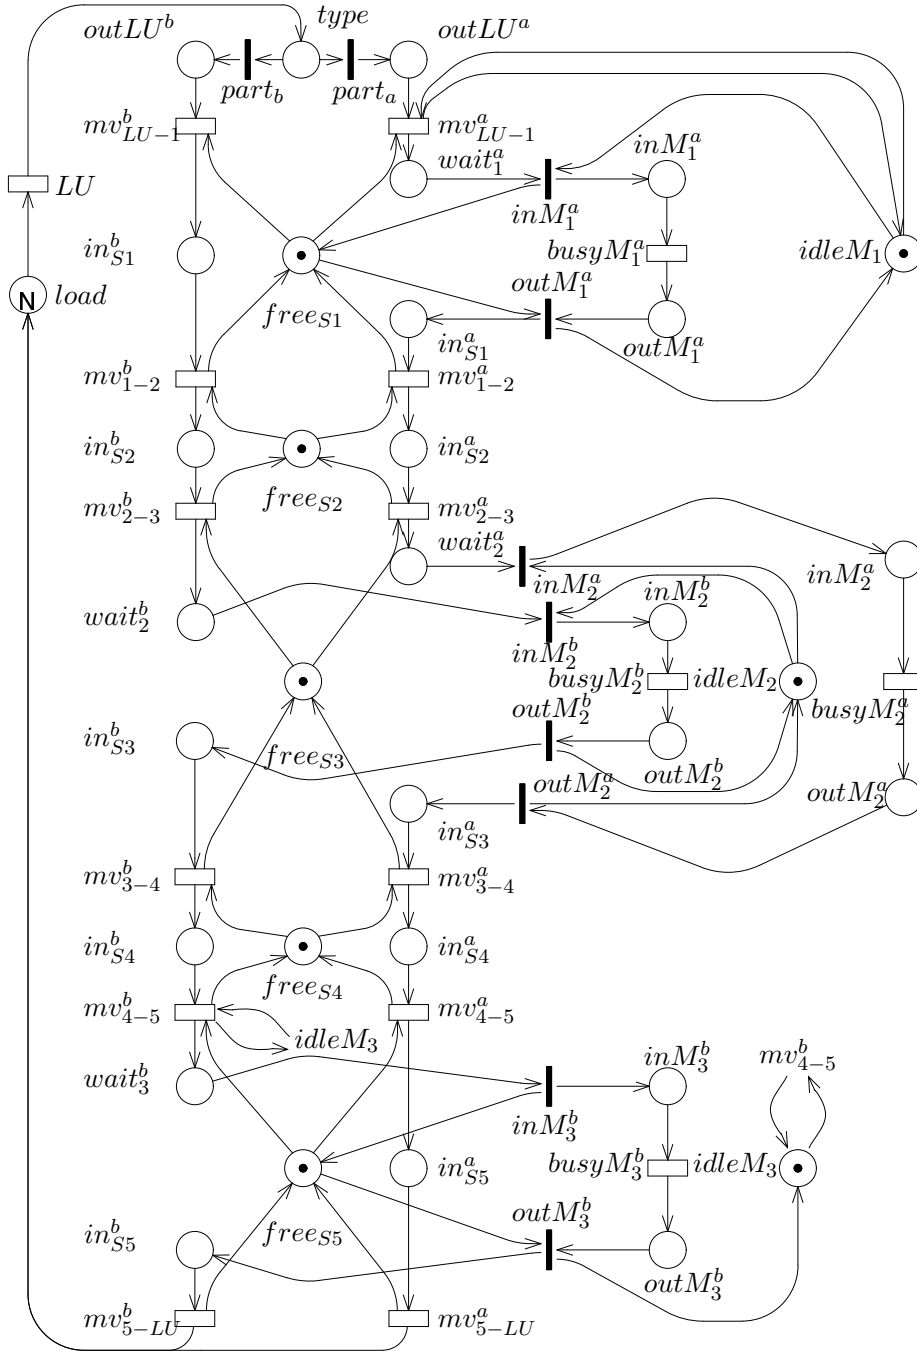 type
outLU^b outLU^a
part_b part_a
mv^b_{LU-1} mv^a_{LU-1}
wait^a_1 inM^a_1
LU
inM^a_1
in^b_{S1} busyM^a_1 idleM_1
N load free_{S1} outM^a_1
in^a_{S1} outM^a_1
mv^b_{1-2} mv^a_{1-2}
in^b_{S2} in^a_{S2}
free_{S2}
mv^b_{2-3} mv^a_{2-3}
wait^a_2
inM^a_2 inM^b_2 inM^a_2
wait^b_2 inM^b_2
busyM^b_2 idleM_2 busyM^a_2
in^b_{S3} free_{S3} outM^b_2
outM^a_2 outM^b_2 outM^a_2
in^a_{S3}
mv^b_{3-4} mv^a_{3-4}
in^b_{S4} in^a_{S4}
free_{S4}
mv^b_{4-5} mv^a_{4-5}
idleM_3
wait^b_3 inM^b_3 mv^b_{4-5}
inM^b_3
in^a_{S5} busyM^b_3 idleM_3
in^b_{S5} free_{S5} outM^b_3
outM^b_3
mv^b_{5-LU} mv^a_{5-LU}